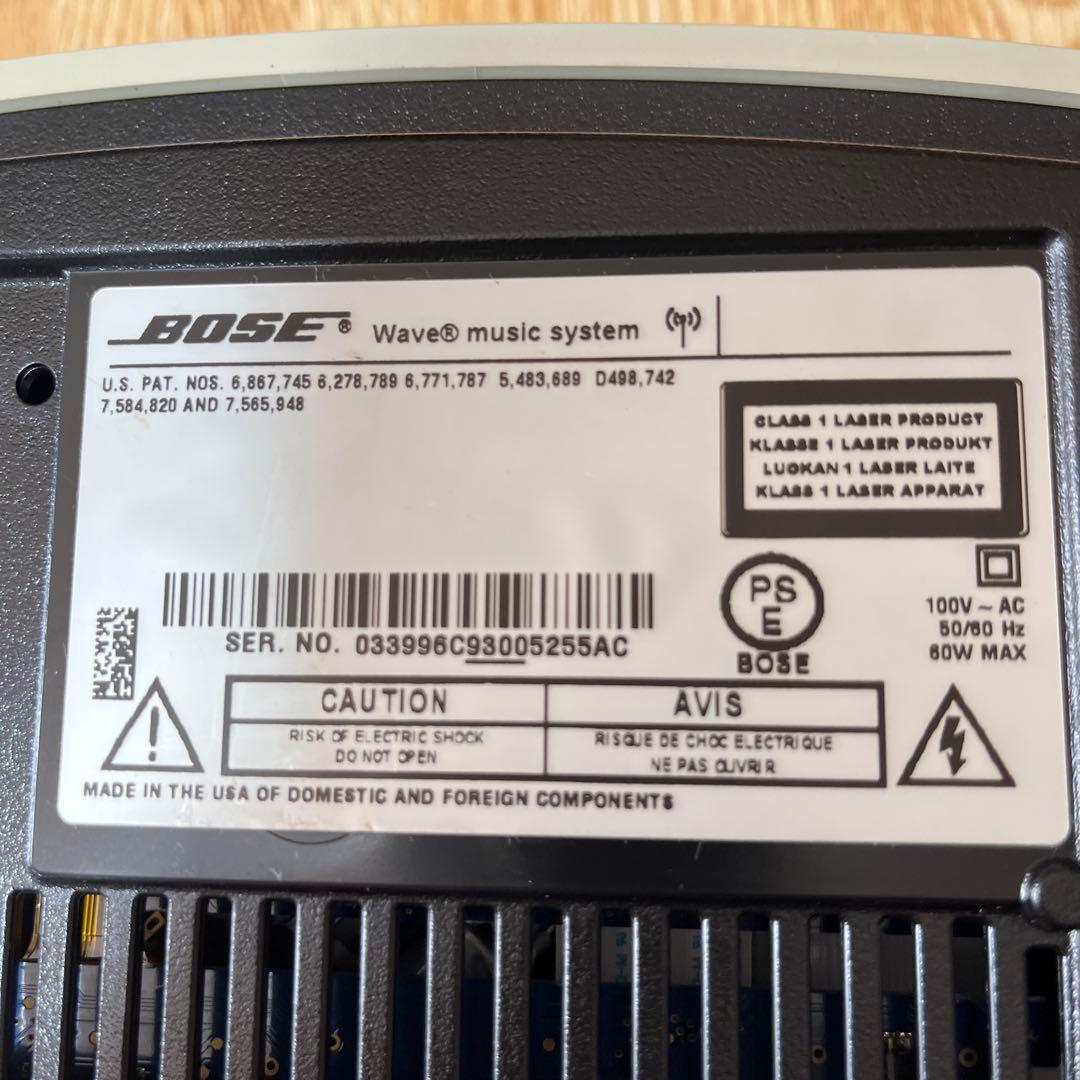 BOSE® Wave® music system
U.S. PAT. NOS. 6,867,745 6,278,789 6,771,787 5,483,689 D498,742
7,584,820 AND 7,565,948
CLASS 1 LASER PRODUCT
KLASSE 1 LASER PRODUKT
LUOKAN 1 LASER LAITE
KLASS 1 LASER APPARAT
SER. NO. 033996C93005255AC
PS
E
BOSE
100V ~ AC
50/60 Hz
60W MAX
CAUTION
RISK OF ELECTRIC SHOCK
DO NOT OPEN
AVIS
RISQUE DE CHOC ELECTRIQUE
NE PAS OUVRIR
MADE IN THE USA OF DOMESTIC AND FOREIGN COMPONENTS